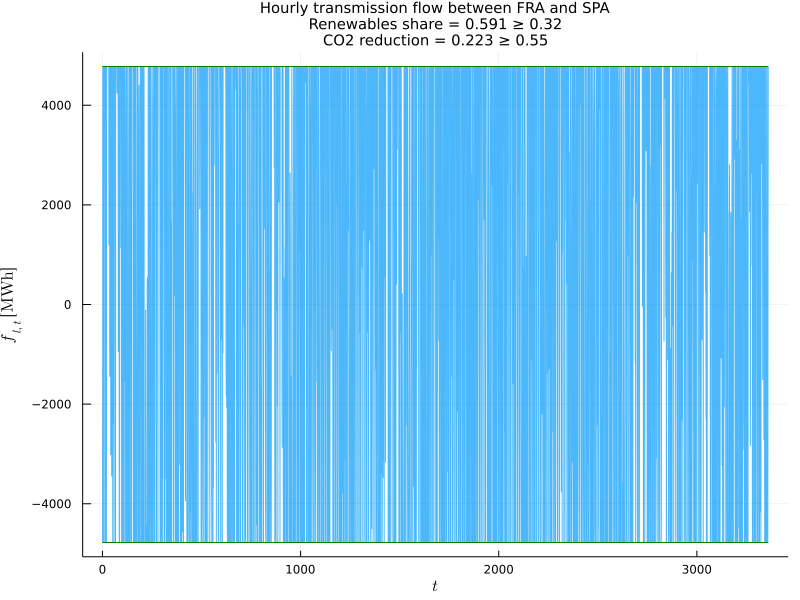 Hourly transmission flow between FRA and SPA
Renewables share = 0.591 ≥ 0.32
CO2 reduction = 0.223 ≥ 0.55
4000
2000
0
−2000
−4000
f_{l,t} [MWh]
0
1000
2000
3000
t